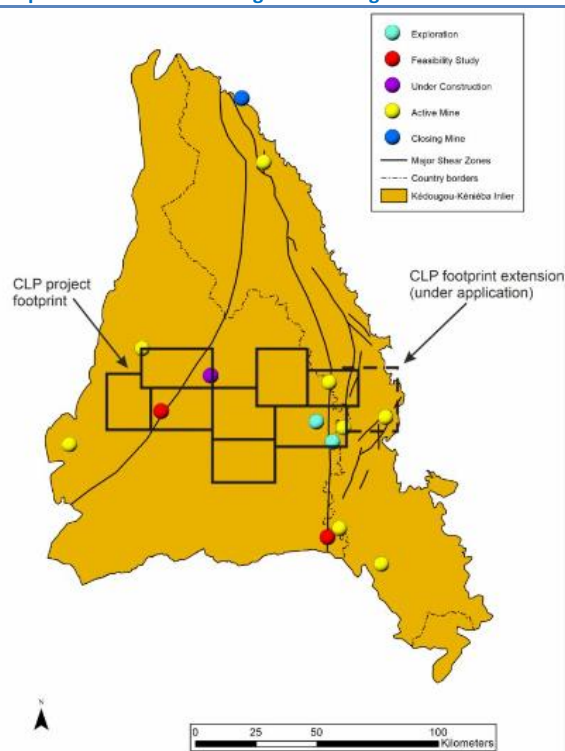 Exploration
Feasibility Study
Under Construction
Active Mine
Closing Mine
Major Shear Zones
Country borders
Kédougou-Kéniéba Inlier
CLP project
footprint
CLP footprint extension
(under application)
N
0 25 50 100
Kilometers